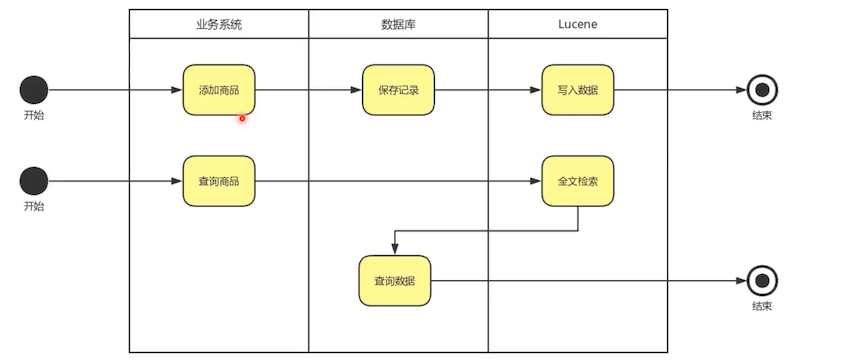 业务系统
数据库
Lucene
添加商品
保存记录
写入数据
开始
结束
查询商品
全文检索
开始
查询数据
结束